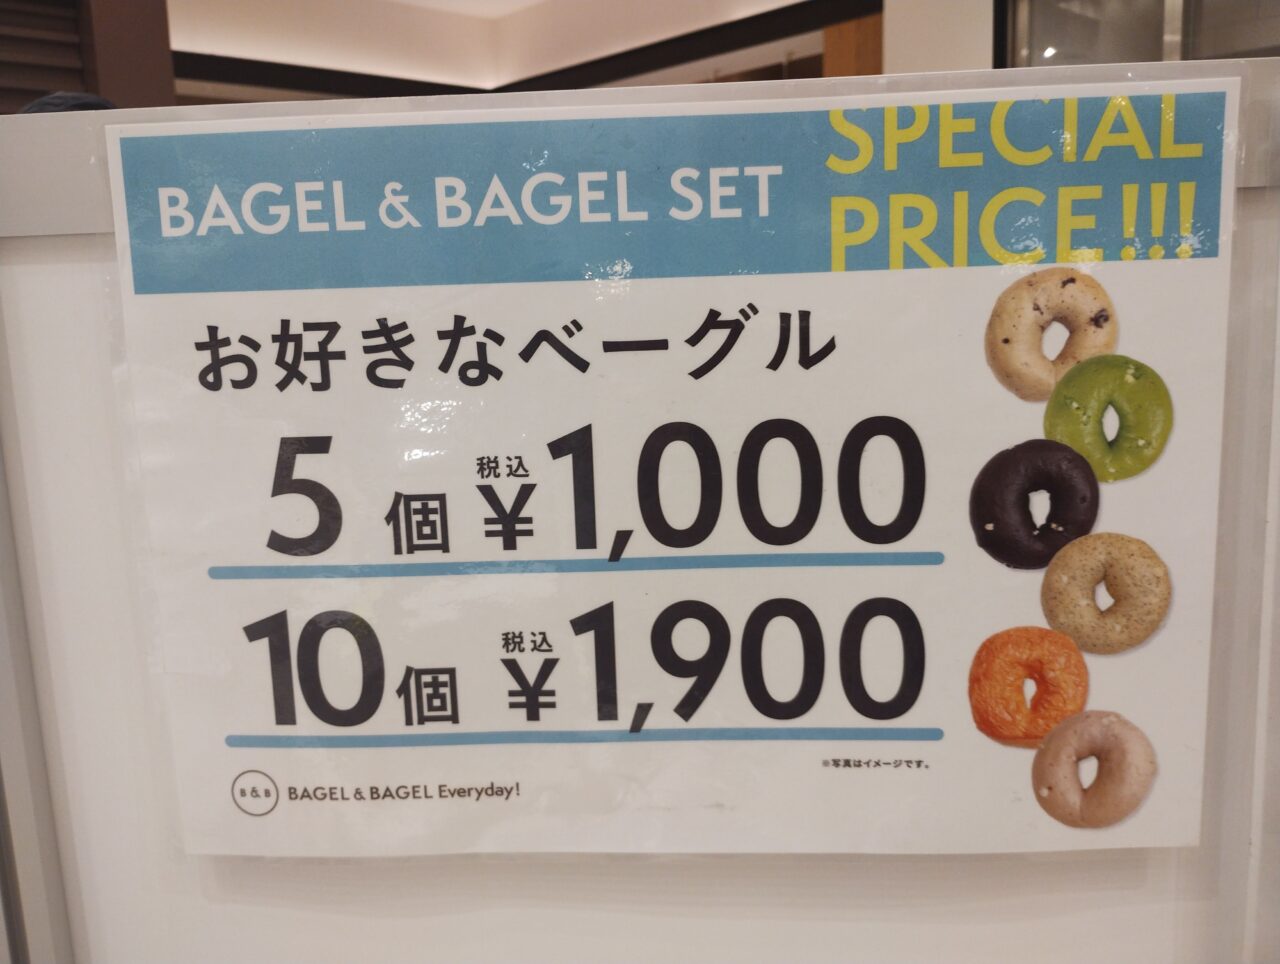 SPECIAL
PRICE!!!
BAGEL & BAGEL SET
お好きなベーグル
5個 税込 ¥1,000
10個 税込 ¥1,900
※写真はイメージです。
B&B BAGEL & BAGEL Everyday!